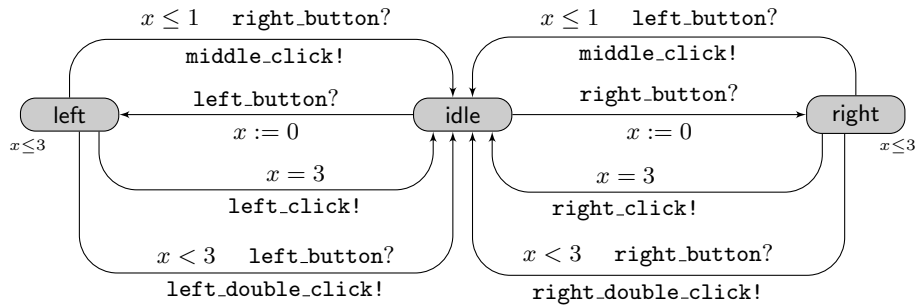 x ≤ 1 right_button?
middle_click!
x ≤ 1 left_button?
middle_click!
left_button?
right_button?
left
idle
right
x≤3
x := 0
x := 0
x≤3
x = 3
left_click!
x = 3
right_click!
x < 3 left_button?
left_double_click!
x < 3 right_button?
right_double_click!